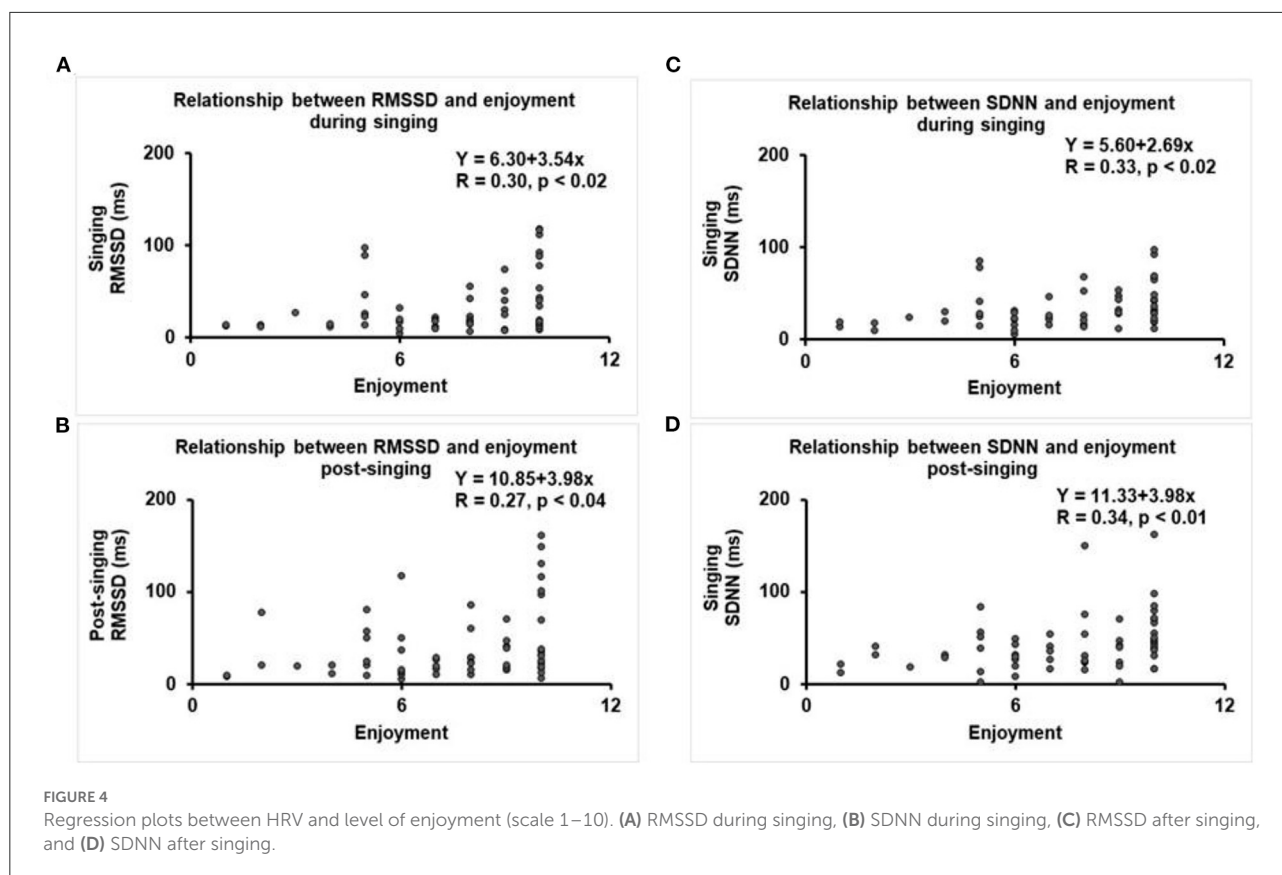 A
Relationship between RMSSD and enjoyment
during singing
Y = 6.30+3.54x
R = 0.30, p < 0.02
200
100
0
Singing
RMSSD (ms)
0
6
12
Enjoyment
B
Relationship between RMSSD and enjoyment
post-singing
Y = 10.85+3.98x
R = 0.27, p < 0.04
200
100
0
Post-singing
RMSSD (ms)
0
6
12
Enjoyment
C
Relationship between SDNN and enjoyment
during singing
Y = 5.60+2.69x
R = 0.33, p < 0.02
200
100
0
Singing
SDNN (ms)
0
6
12
Enjoyment
D
Relationship between SDNN and enjoyment
post-singing
Y = 11.33+3.98x
R = 0.34, p < 0.01
200
100
0
Singing
SDNN (ms)
0
6
12
Enjoyment
FIGURE 4
Regression plots between HRV and level of enjoyment (scale 1–10). (A) RMSSD during singing, (B) SDNN during singing, (C) RMSSD after singing,
and (D) SDNN after singing.